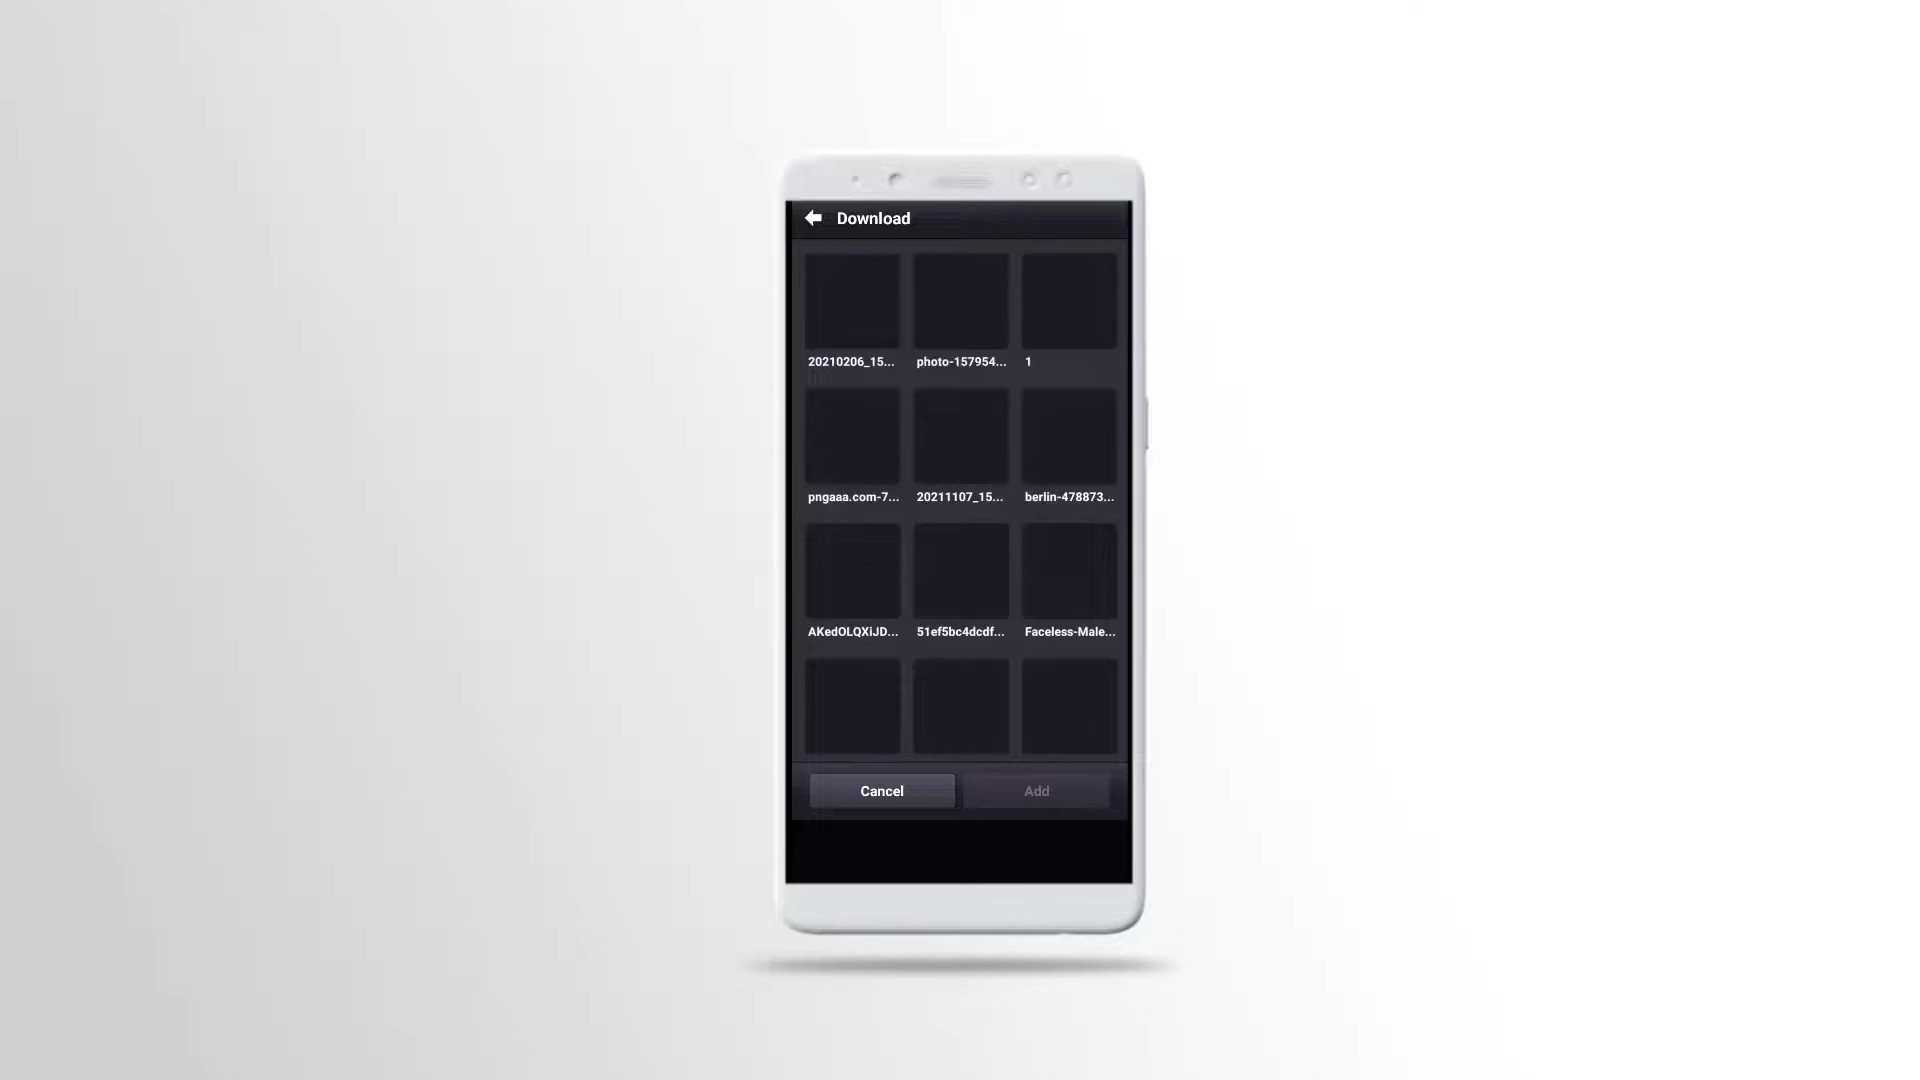 Download
20210206_15... photo-157954... 1
pngaaa.com-7... 20211107_15... berlin-478873...
AKedOLQXiJD... 51ef5bc4dcdf... Faceless-Male...
Cancel Add